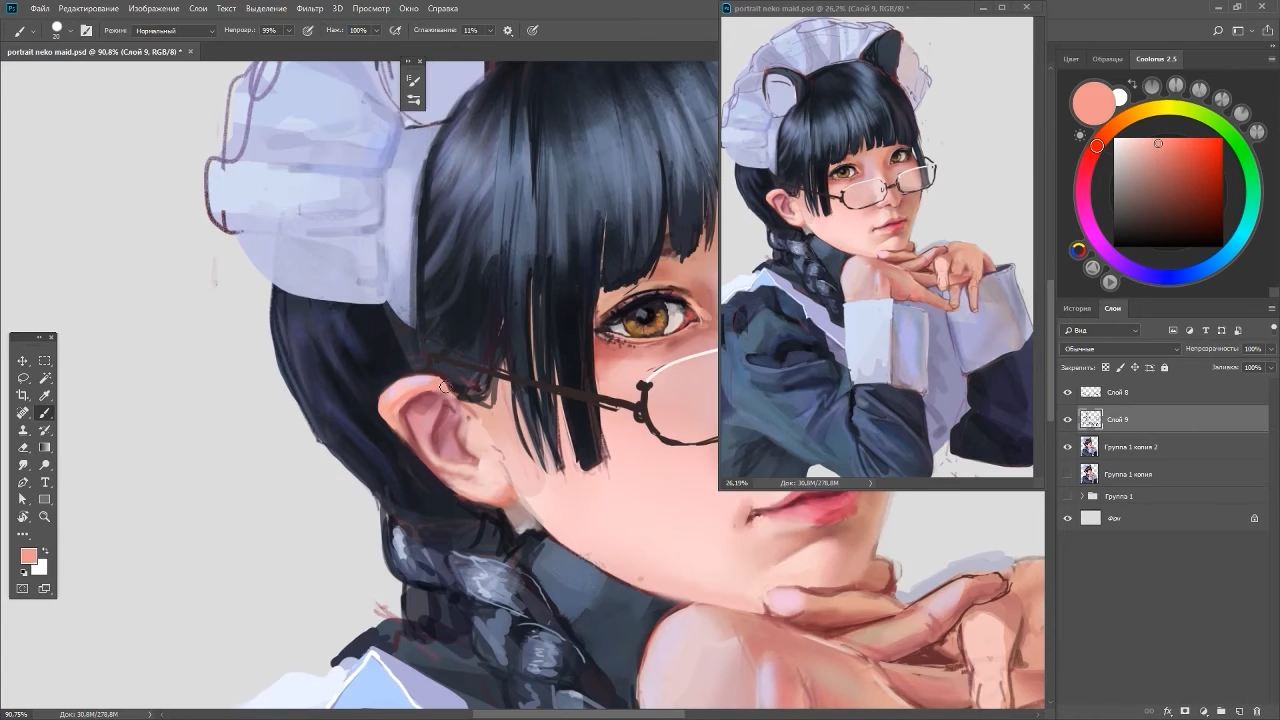 Ps Файл Редактирование Изображение Слои Текст Выделение Фильтр 3D Просмотр Окно Справка
20 Режим: Нормальный Непрозр.: 99% Наж.: 100% Сглаживание: 11%
portrait neko maid.psd @ 90,8% (Слой 9, RGB/8) *
portrait neko maid.psd @ 26,2% (Слой 9, RGB/8) *
26,19% Док: 30,8M/278,8M
Цвет Образцы Coolorus 2.5
История Слои
Вид
Обычные Непрозрачность: 100%
Закрепить: Заливка: 100%
Слой 8
Слой 9
Группа 1 копия 2
Группа 1 копия
Группа 1
Фон
90,75% Док: 30,8M/278,8M